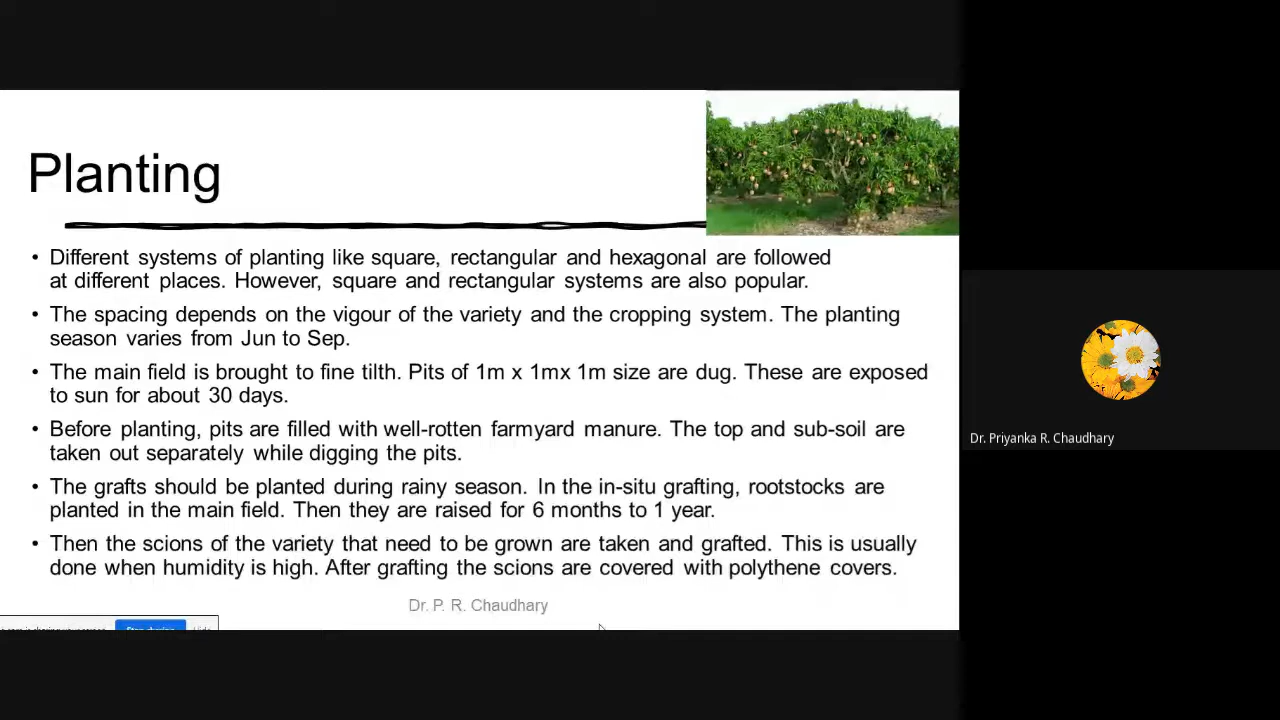 Planting
• Different systems of planting like square, rectangular and hexagonal are followed
at different places. However, square and rectangular systems are also popular.
• The spacing depends on the vigour of the variety and the cropping system. The planting
season varies from Jun to Sep.
• The main field is brought to fine tilth. Pits of 1m x 1mx 1m size are dug. These are exposed
to sun for about 30 days.
• Before planting, pits are filled with well-rotten farmyard manure. The top and sub-soil are
taken out separately while digging the pits.
• The grafts should be planted during rainy season. In the in-situ grafting, rootstocks are
planted in the main field. Then they are raised for 6 months to 1 year.
• Then the scions of the variety that need to be grown are taken and grafted. This is usually
done when humidity is high. After grafting the scions are covered with polythene covers.
Dr. P. R. Chaudhary
Dr. Priyanka R. Chaudhary